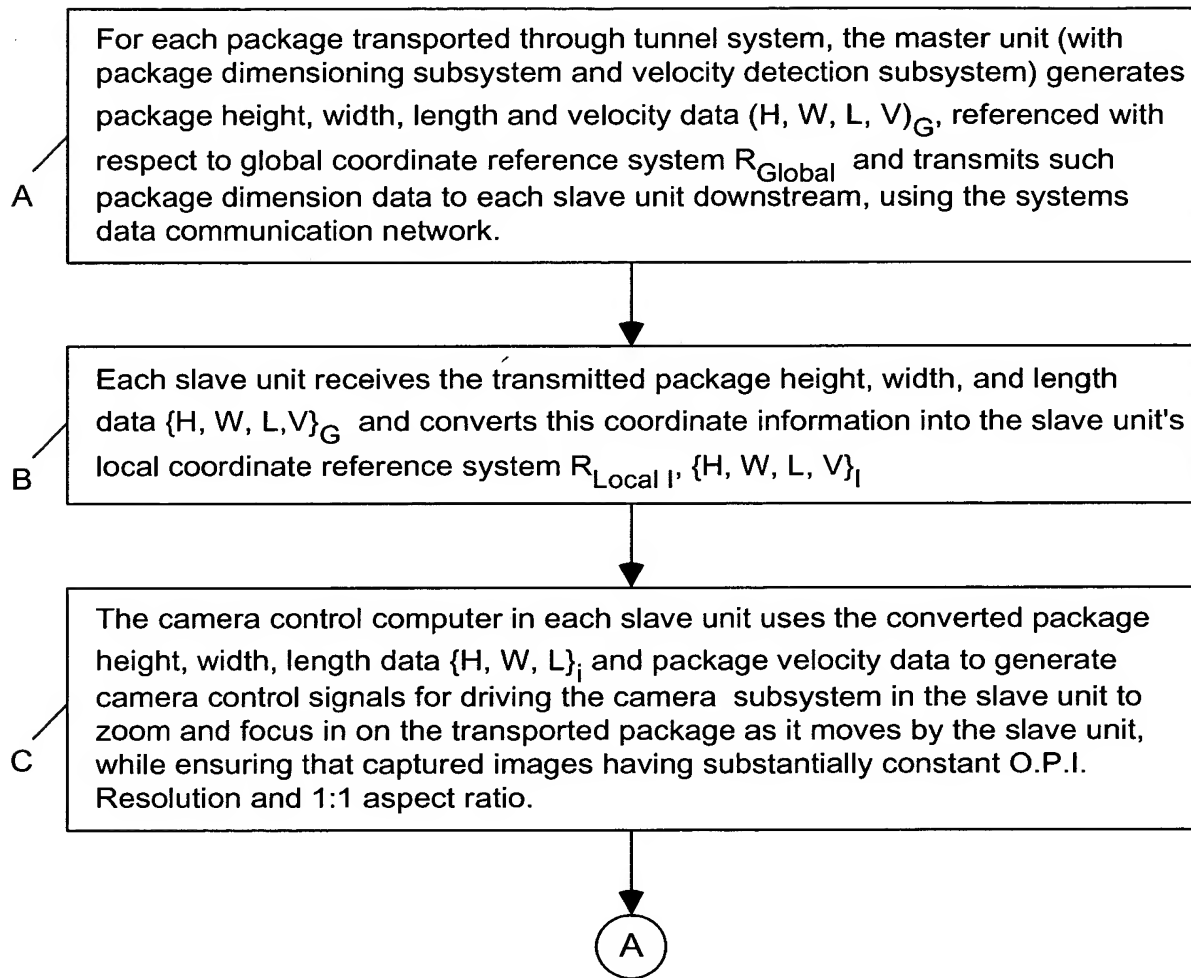 For each package transported through tunnel system, the master unit (with
package dimensioning subsystem and velocity detection subsystem) generates
package height, width, length and velocity data (H, W, L, V)G, referenced with
respect to global coordinate reference system RGlobal and transmits such
package dimension data to each slave unit downstream, using the systems
data communication network.
A
Each slave unit receives the transmitted package height, width, and length
data {H, W, L,V}G and converts this coordinate information into the slave unit's
local coordinate reference system RLocal I, {H, W, L, V}I
B
The camera control computer in each slave unit uses the converted package
height, width, length data {H, W, L}i and package velocity data to generate
camera control signals for driving the camera subsystem in the slave unit to
zoom and focus in on the transported package as it moves by the slave unit,
while ensuring that captured images having substantially constant O.P.I.
Resolution and 1:1 aspect ratio.
C
A